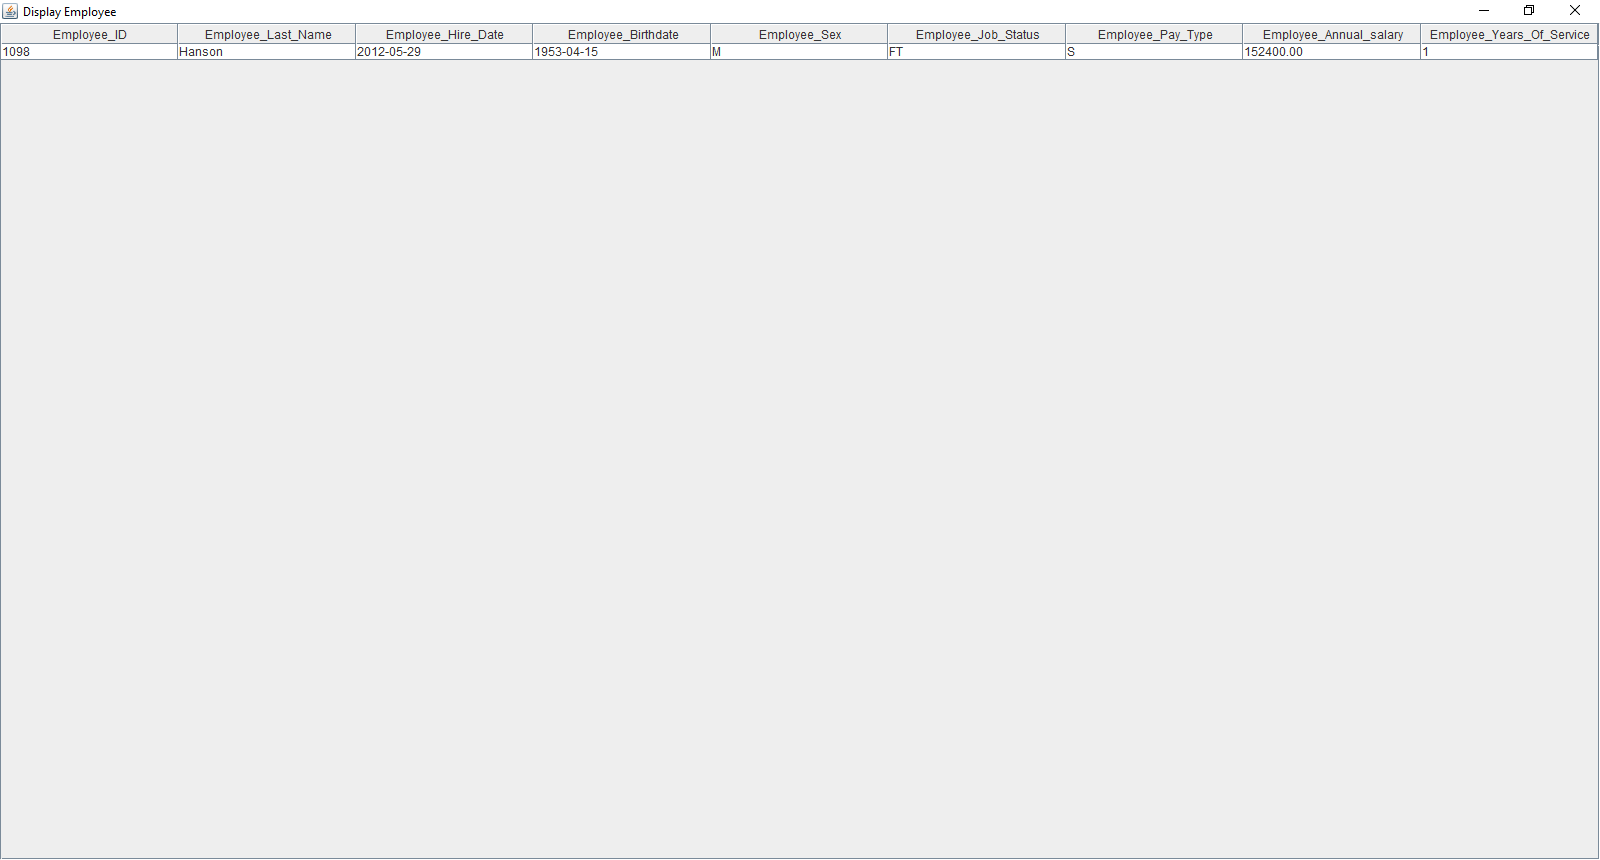 Display Employee
Employee_ID Employee_Last_Name Employee_Hire_Date Employee_Birthdate Employee_Sex Employee_Job_Status Employee_Pay_Type Employee_Annual_salary Employee_Years_Of_Service
1098 Hanson 2012-05-29 1953-04-15 M FT S 152400.00 1